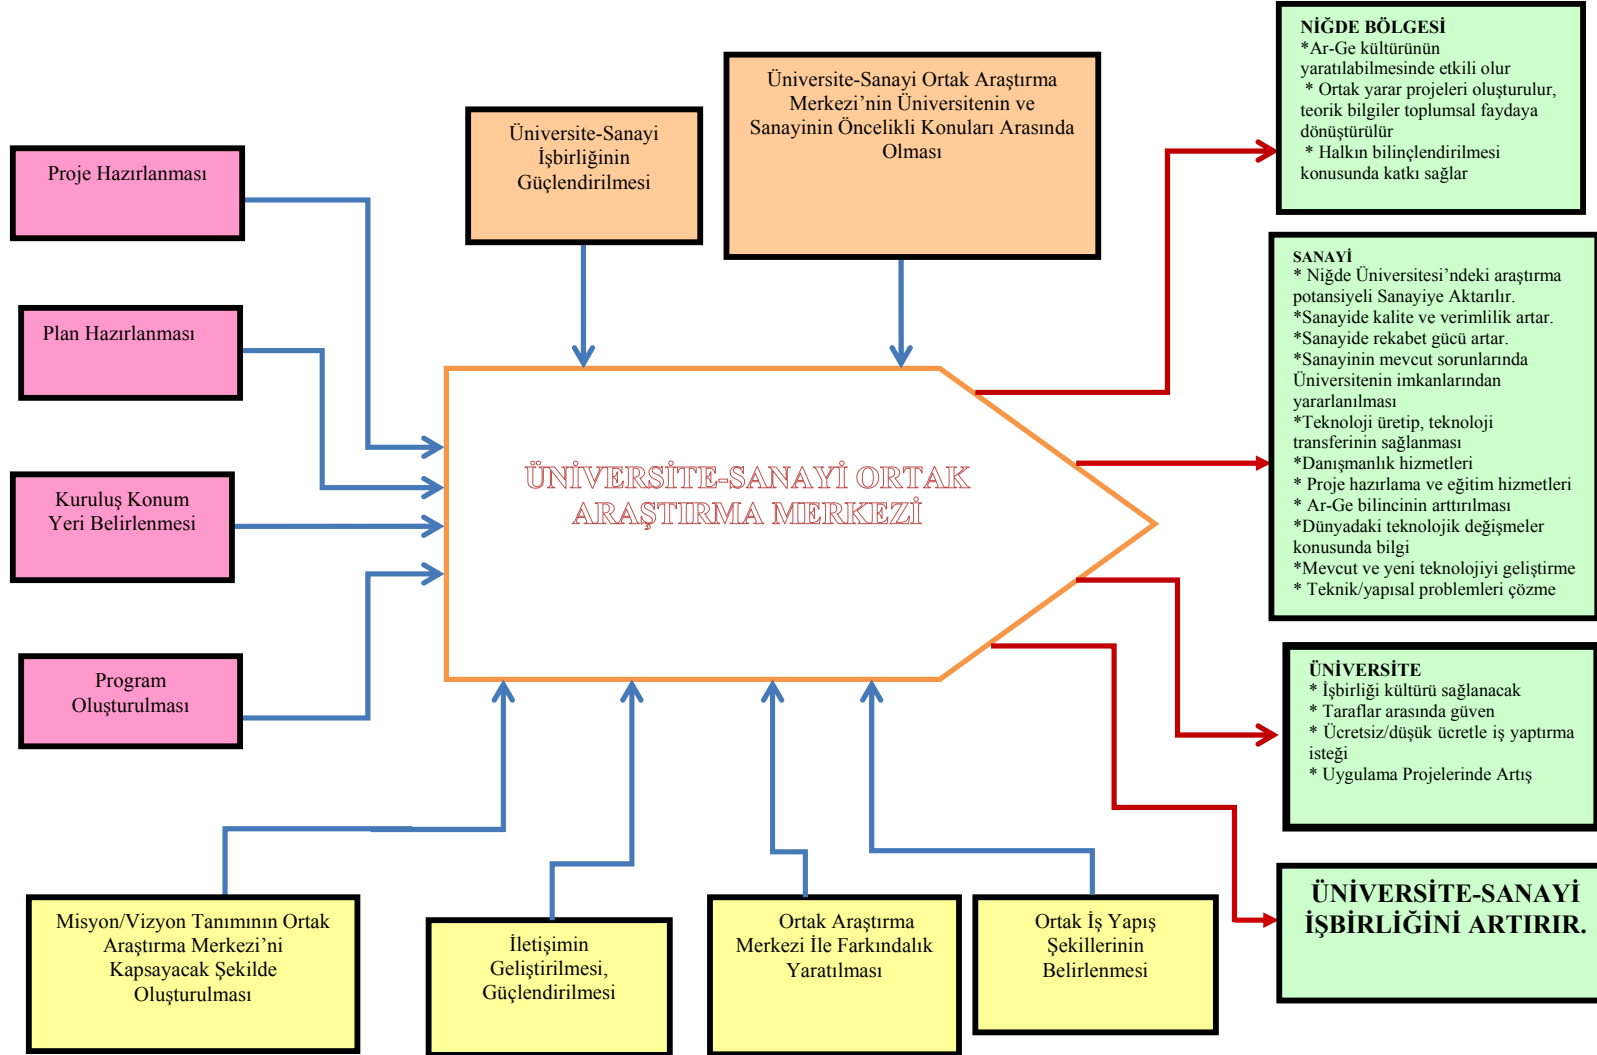 Proje Hazırlanması
Plan Hazırlanması
Kuruluş Konum
Yeri Belirlenmesi
Program
Oluşturulması
Üniversite-Sanayi
İşbirliğinin
Güçlendirilmesi
Üniversite-Sanayi Ortak Araştırma
Merkezi’nin Üniversitenin ve
Sanayinin Öncelikli Konuları Arasında
Olması
ÜNİVERSİTE-SANAYİ ORTAK
ARAŞTIRMA MERKEZİ
Misyon/Vizyon Tanımının Ortak
Araştırma Merkezi’ni
Kapsayacak Şekilde
Oluşturulması
İletişimin
Geliştirilmesi,
Güçlendirilmesi
Ortak Araştırma
Merkezi İle Farkındalık
Yaratılması
Ortak İş Yapış
Şekillerinin
Belirlenmesi
NİĞDE BÖLGESİ
*Ar-Ge kültürünün
yaratılabilmesinde etkili olur
* Ortak yarar projeleri oluşturulur,
teorik bilgiler toplumsal faydaya
dönüştürülür
* Halkın bilinçlendirilmesi
konusunda katkı sağlar
SANAYİ
* Niğde Üniversitesi’ndeki araştırma
potansiyeli Sanayiye Aktarılır.
*Sanayide kalite ve verimlilik artar.
*Sanayide rekabet gücü artar.
*Sanayinin mevcut sorunlarında
Üniversitenin imkanlarından
yararlanılması
*Teknoloji üretip, teknoloji
transferinin sağlanması
*Danışmanlık hizmetleri
* Proje hazırlama ve eğitim hizmetleri
* Ar-Ge bilincinin arttırılması
*Dünyadaki teknolojik değişmeler
konusunda bilgi
*Mevcut ve yeni teknolojiyi geliştirme
* Teknik/yapısal problemleri çözme
ÜNİVERSİTE
* İşbirliği kültürü sağlanacak
* Taraflar arasında güven
* Ücretsiz/düşük ücretle iş yaptırma
isteği
* Uygulama Projelerinde Artış
ÜNİVERSİTE-SANAYİ
İŞBİRLİĞİNİ ARTIRIR.